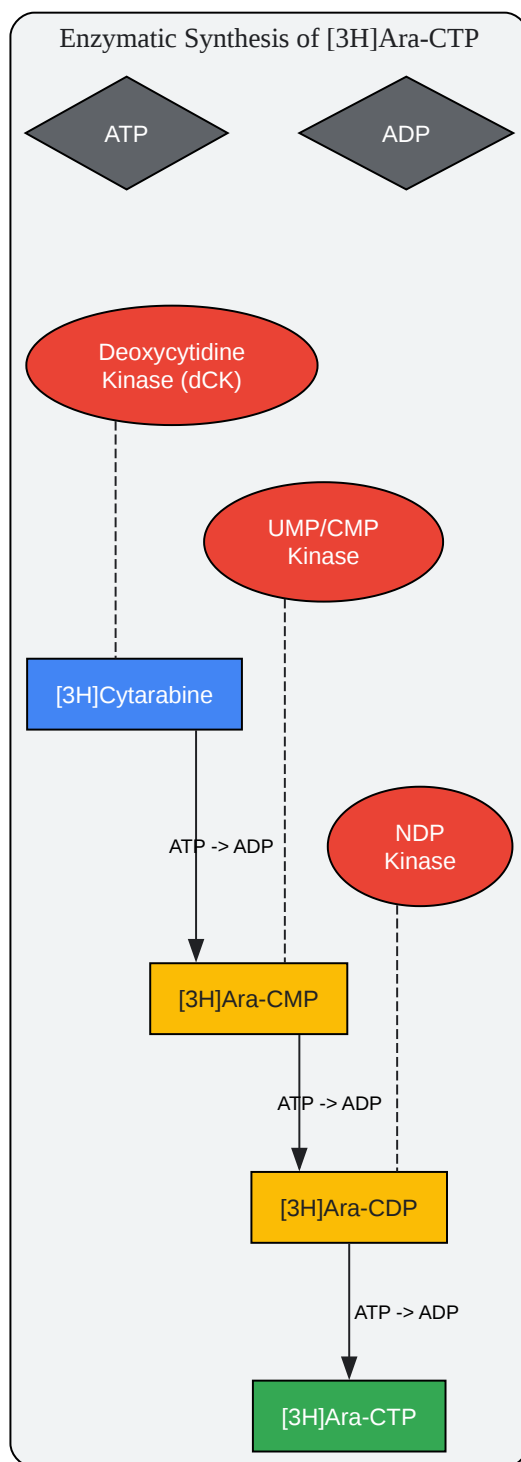 Enzymatic Synthesis of [3H]Ara-CTP
ATP
ADP
Deoxycytidine
Kinase (dCK)
UMP/CMP
Kinase
[3H]Cytarabine
NDP
Kinase
ATP -> ADP
[3H]Ara-CMP
ATP -> ADP
[3H]Ara-CDP
ATP -> ADP
[3H]Ara-CTP